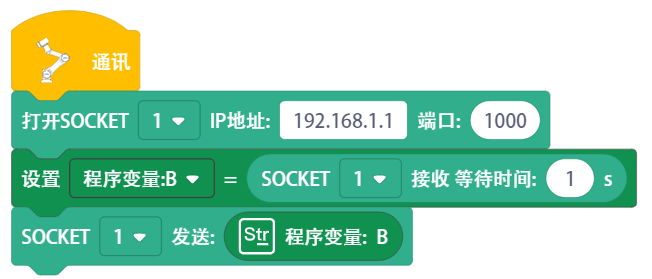 通讯
打开SOCKET 1 IP地址: 192.168.1.1 端口: 1000
设置 程序变量:B = SOCKET 1 接收 等待时间: 1 s
SOCKET 1 发送: Str 程序变量: B